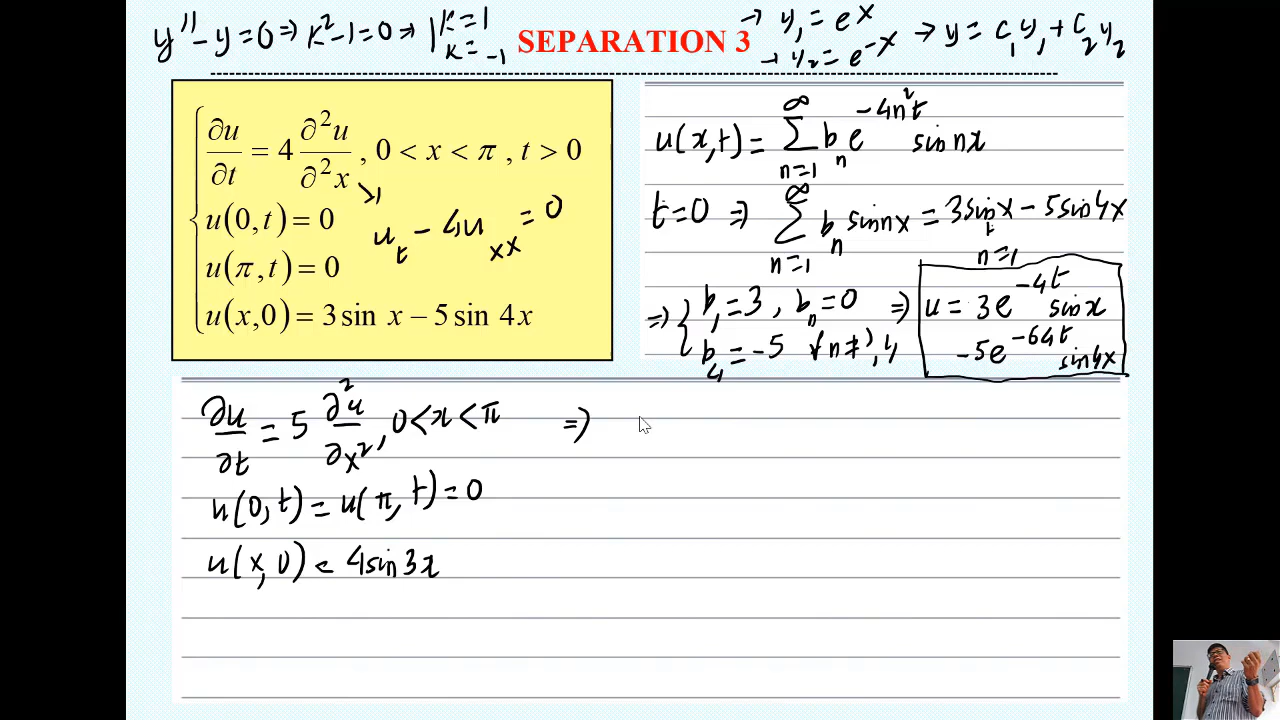 y'' - y = 0 ⇒ k² - 1 = 0 ⇒ | k = 1
k = -1
SEPARATION 3
→ y₁ = eˣ
→ y₂ = e⁻ˣ
→ y = c₁y₁ + c₂y₂
∂u/∂t = 4 ∂²u/∂²x , 0 < x < π , t > 0
u(0,t) = 0
u_t - 4u_xx = 0
u(π,t) = 0
u(x,0) = 3 sin x − 5 sin 4x
u(x,t) = ∑_{n=1}^{∞} b_n e^{-4n²t} sin nx
t = 0 ⇒ ∑_{n=1}^{∞} b_n sin nx = 3 sin x − 5 sin 4x
n = 1
⇒ { b₁ = 3 , b_n = 0
b₄ = -5 ∀ n ≠ 1, 4
⇒ u = 3e^{-4t} sin x
-5e^{-64t} sin 4x
∂u/∂t = 5 ∂²u/∂x² , 0 < x < π ⇒
u(0, t) = u(π, t) = 0
u(x, 0) = 4 sin 3x